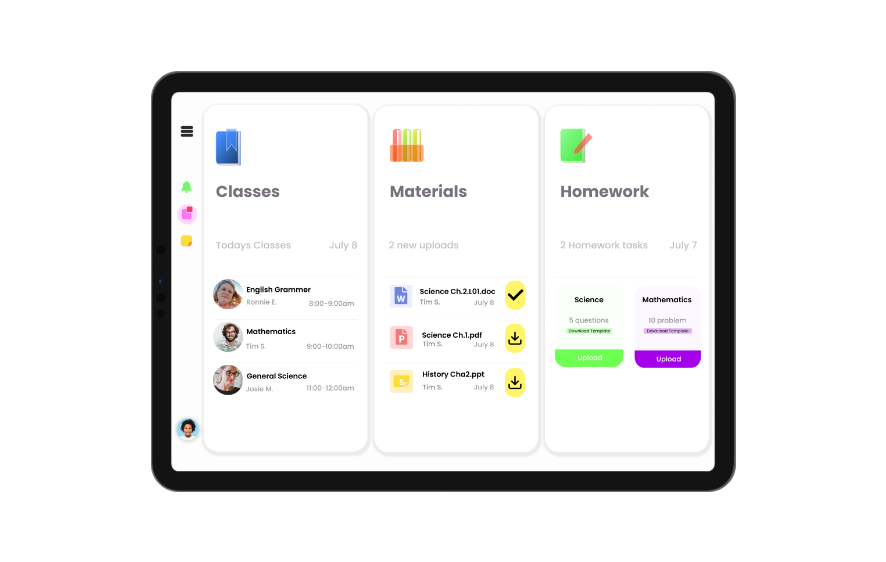 Classes
Todays Classes July 8
English Grammer
Ronnie E. 8:00-9:00am
Mathematics
Tim S. 9:00-10:00am
General Science
Josie M. 11:00-12:00am
Materials
2 new uploads
W
Science Ch.2.L01.doc
Tim S. July 8
P
Science Ch.1.pdf
Tim S. July 8
S
History Cha2.ppt
Tim S. July 8
Homework
2 Homework tasks July 7
Science
5 questions
Download Template
Upload
Mathematics
10 problem
Download Template
Upload